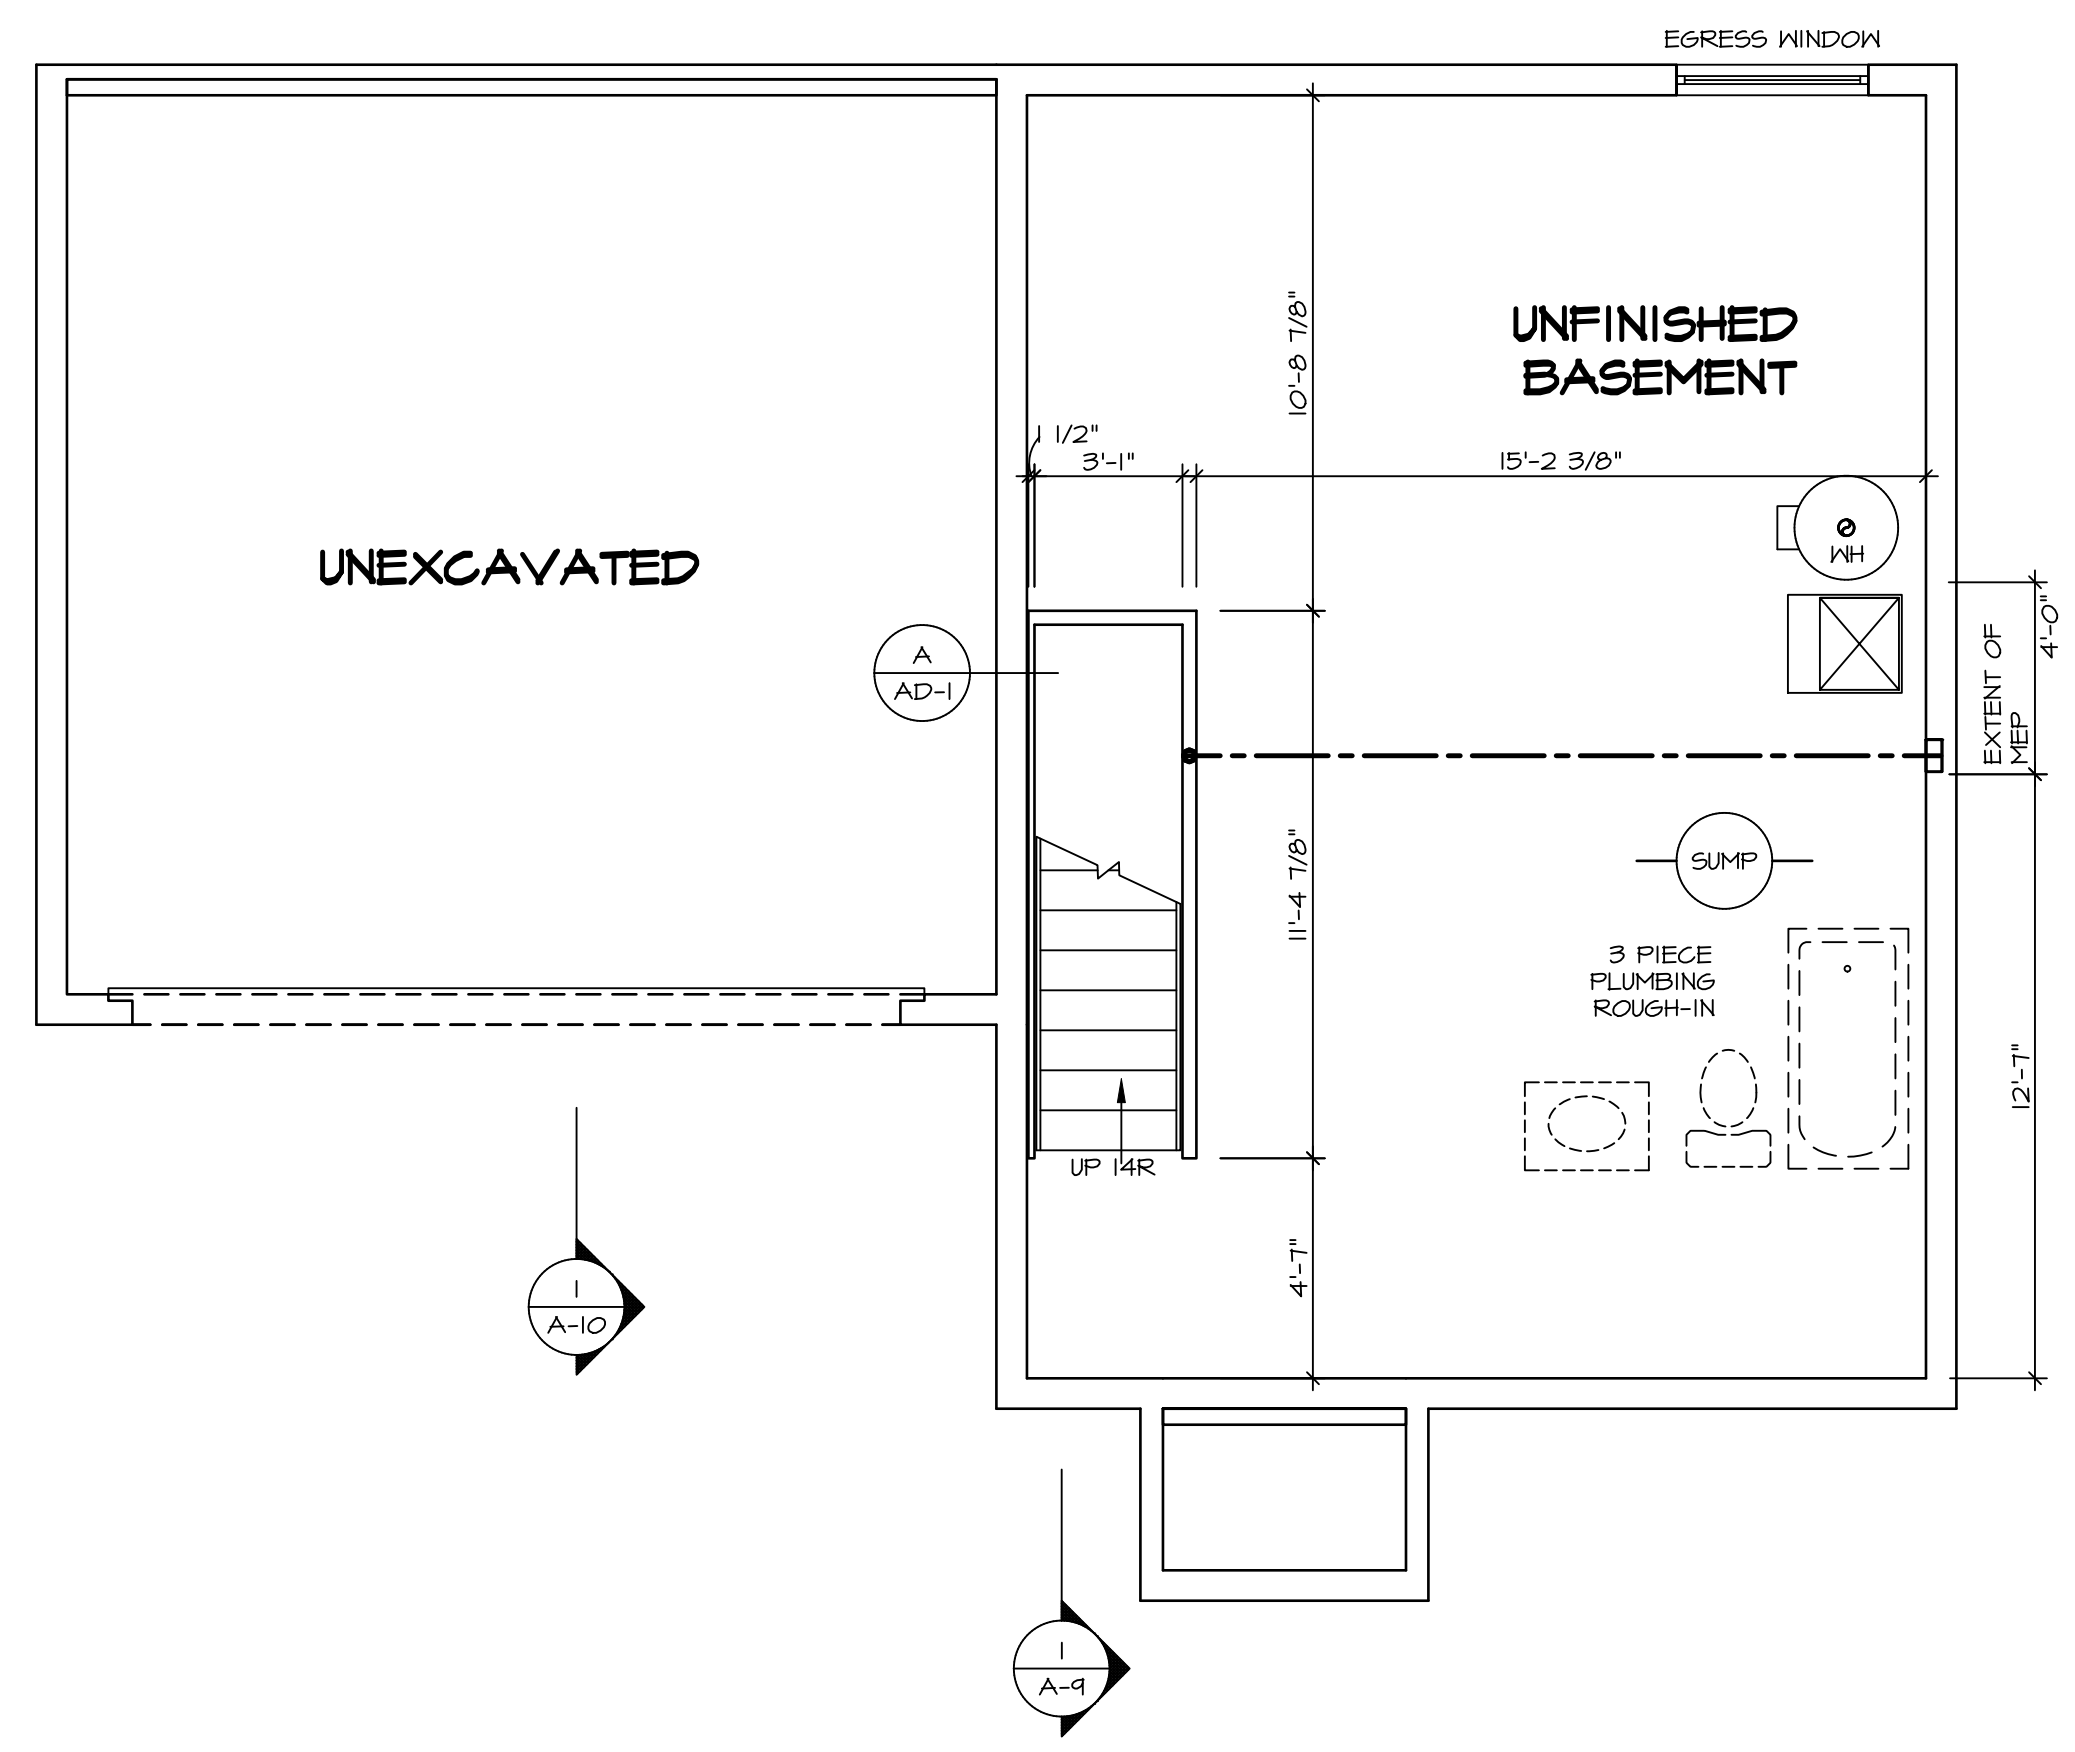 EGRESS WINDOW
10'-8 7/8"
UNFINISHED
BASEMENT
1 1/2"
3'-1"
15'-2 3/8"
WH
UNEXCAVATED
4'-0"
EXTENT OF
MEP
A
AD-1
SUMP
11'-4 7/8"
3 PIECE
PLUMBING
ROUGH-IN
12'-7"
UP 14R
4'-7"
1
A-10
1
A-9